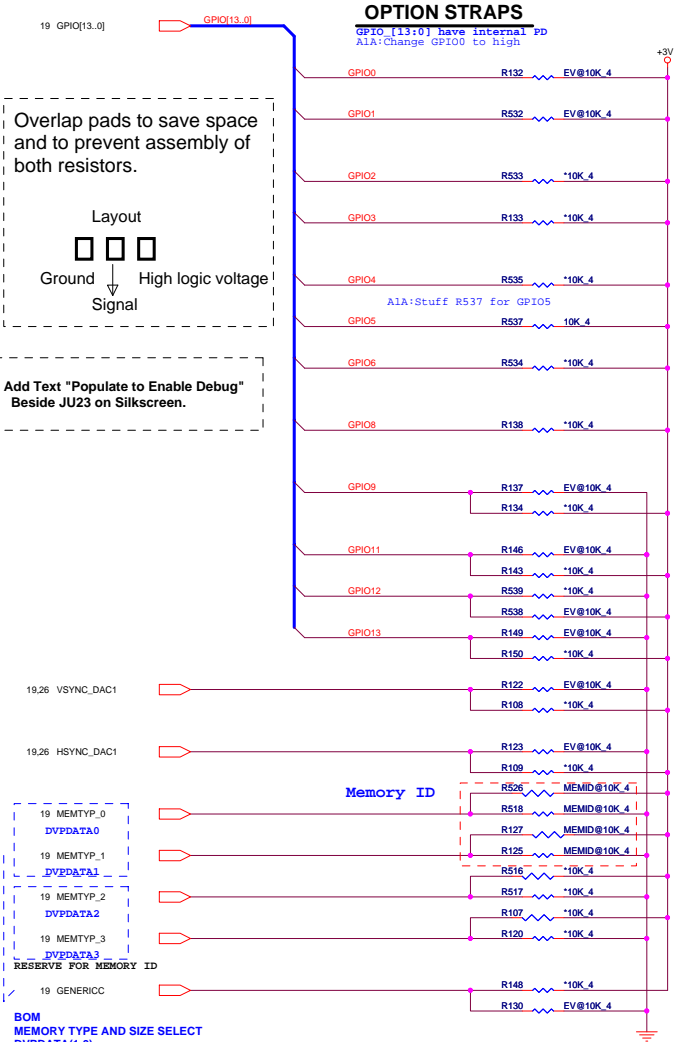 OPTION STRAPS
GPIO_[13:0] have internal PD
A1A:Change GPIO0 to high
19 GPIO[13..0]
GPIO[13..0]
+3V
GPIO0 R132 EV@10K_4
GPIO1 R532 EV@10K_4
GPIO2 R533 *10K_4
GPIO3 R133 *10K_4
GPIO4 R535 *10K_4
A1A:Stuff R537 for GPIO5
GPIO5 R537 10K_4
GPIO6 R534 *10K_4
GPIO8 R138 *10K_4
GPIO9 R137 EV@10K_4
R134 *10K_4
GPIO11 R146 EV@10K_4
R143 *10K_4
GPIO12 R539 *10K_4
R538 EV@10K_4
GPIO13 R149 EV@10K_4
R150 *10K_4
Overlap pads to save space
and to prevent assembly of
both resistors.
Layout
Ground High logic voltage
Signal
Add Text "Populate to Enable Debug"
Beside JU23 on Silkscreen.
19,26 VSYNC_DAC1 R122 EV@10K_4
R108 *10K_4
19,26 HSYNC_DAC1 R123 EV@10K_4
R109 *10K_4
Memory ID
R526 MEMID@10K_4
19 MEMTYP_0 R518 MEMID@10K_4
DVPDATA0
R127 MEMID@10K_4
19 MEMTYP_1 R125 MEMID@10K_4
DVPDATA1
R516 *10K_4
19 MEMTYP_2 R517 *10K_4
DVPDATA2
R107 *10K_4
19 MEMTYP_3 R120 *10K_4
DVPDATA3
RESERVE FOR MEMORY ID
19 GENERICC R148 *10K_4
R130 EV@10K_4
BOM
MEMORY TYPE AND SIZE SELECT